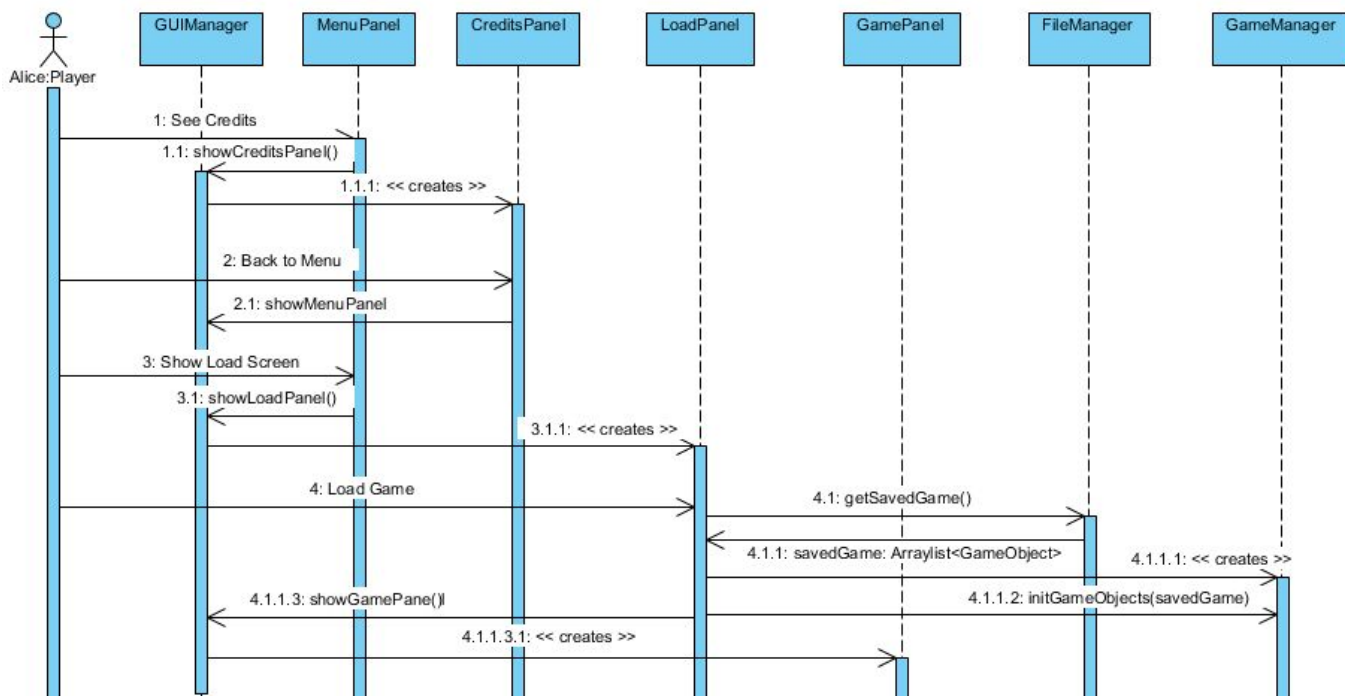 GUIManager
MenuPanel
CreditsPanel
LoadPanel
GamePanel
FileManager
GameManager
Alice:Player
1: See Credits
1.1: showCreditsPanel()
1.1.1: << creates >>
2: Back to Menu
2.1: showMenuPanel
3: Show Load Screen
3.1: showLoadPanel()
3.1.1: << creates >>
4: Load Game
4.1: getSavedGame()
4.1.1: savedGame: Arraylist<GameObject>
4.1.1.1: << creates >>
4.1.1.2: initGameObjects(savedGame)
4.1.1.3: showGamePane()l
4.1.1.3.1: << creates >>